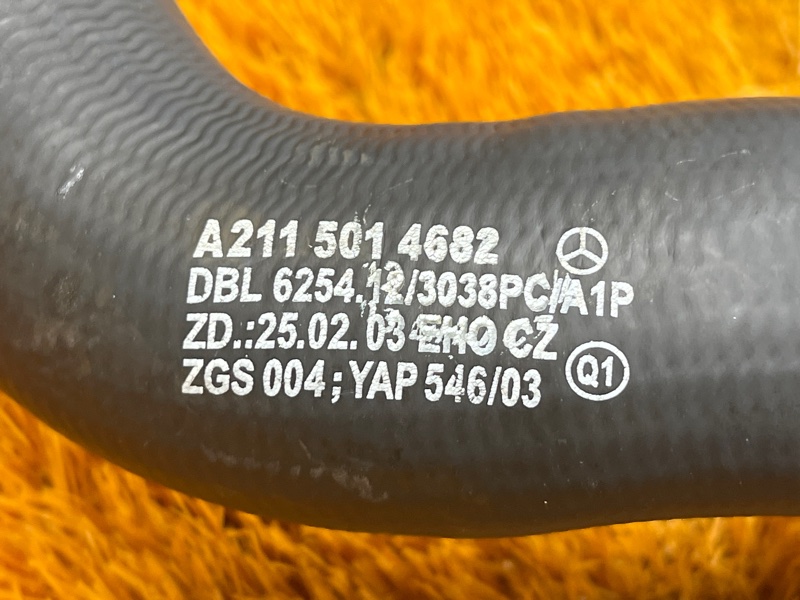 A211 501 4682
DBL 6254.12/3038PC/A1P
ZD.:25.02.03 EHO CZ
ZGS 004; YAP 546/03
Q1